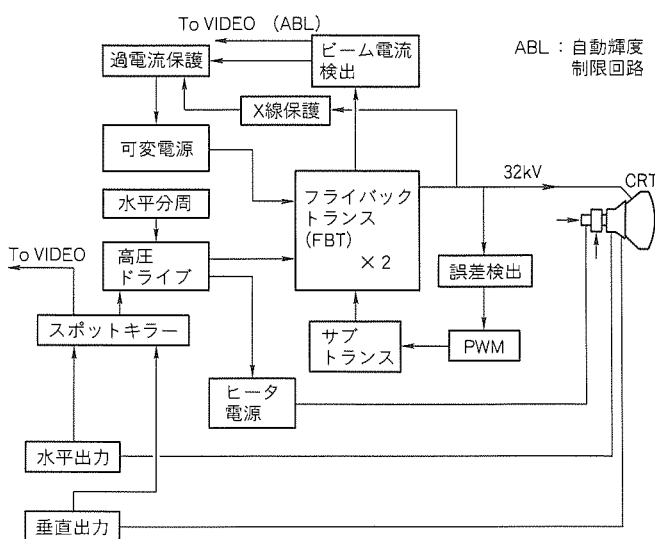 To VIDEO (ABL)
過電流保護
ビーム電流
検出
ABL：自動輝度
制限回路
X線保護
可変電源
水平分周
フライバック
トランス
(FBT)
×2
32kV
CRT
To VIDEO
高圧
ドライブ
誤差検出
スポットキラー
サブ
トランス
PWM
ヒータ
電源
水平出力
垂直出力